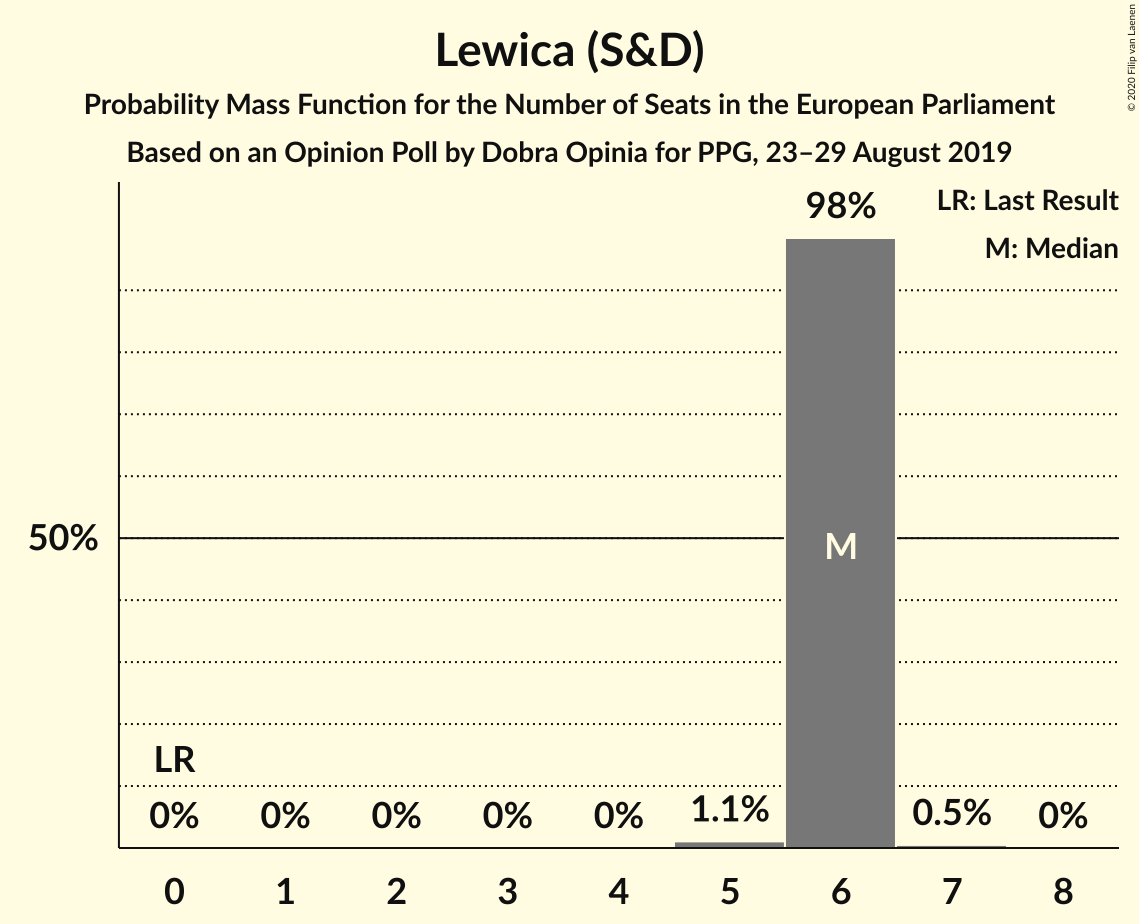 Lewica (S&D)
Probability Mass Function for the Number of Seats in the European Parliament
Based on an Opinion Poll by Dobra Opinia for PPG, 23–29 August 2019
© 2020 Filip van Laenen
LR: Last Result
M: Median
98%
50%
M
LR
0% 0% 0% 0% 0% 1.1% 0.5% 0%
0 1 2 3 4 5 6 7 8